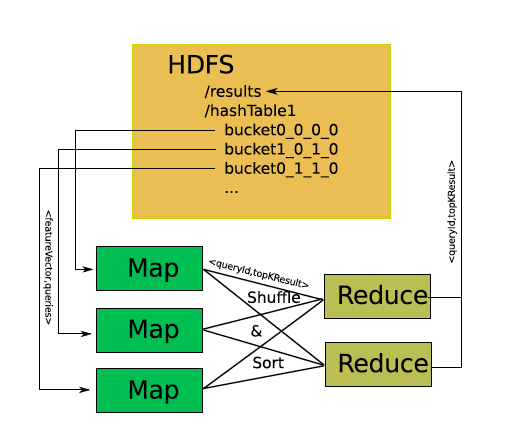 HDFS
/results
/hashTable1
bucket0_0_0_0
bucket1_0_1_0
bucket0_1_1_0
...
<queryId,topKResult>
<featureVector,queries>
<queryId,topKResult>
Map
Map
Map
Shuffle
&
Sort
Reduce
Reduce